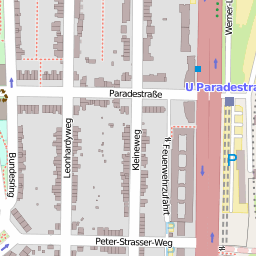 Werner-
U Paradestra
Paradestraße
Leonhardyweg
Kleineweg
Feuerwehrzufahrt
Bundesring
P
Peter-Strasser-Weg